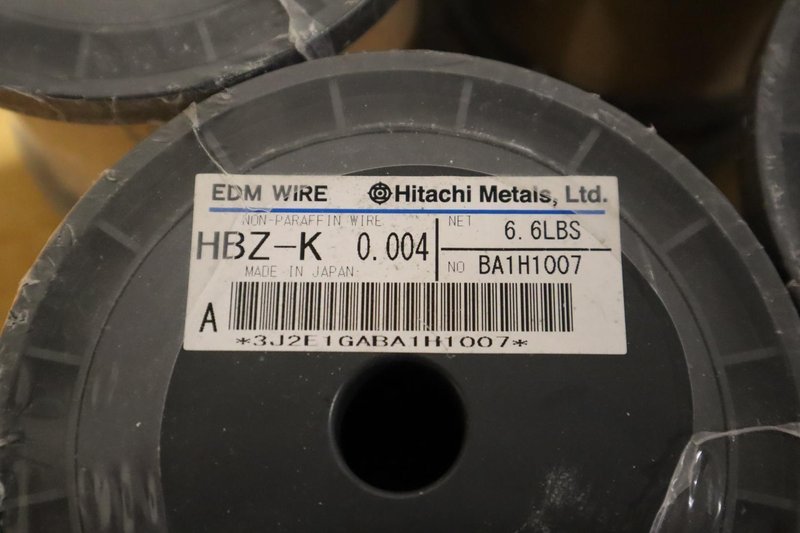 EDM WIRE Hitachi Metals, Ltd.
NON-PARAFFIN WIRE NET 6.6LBS
HBZ-K 0.004
MADE IN JAPAN NO BA1H1007
A
*3J2E1GABA1H1007*